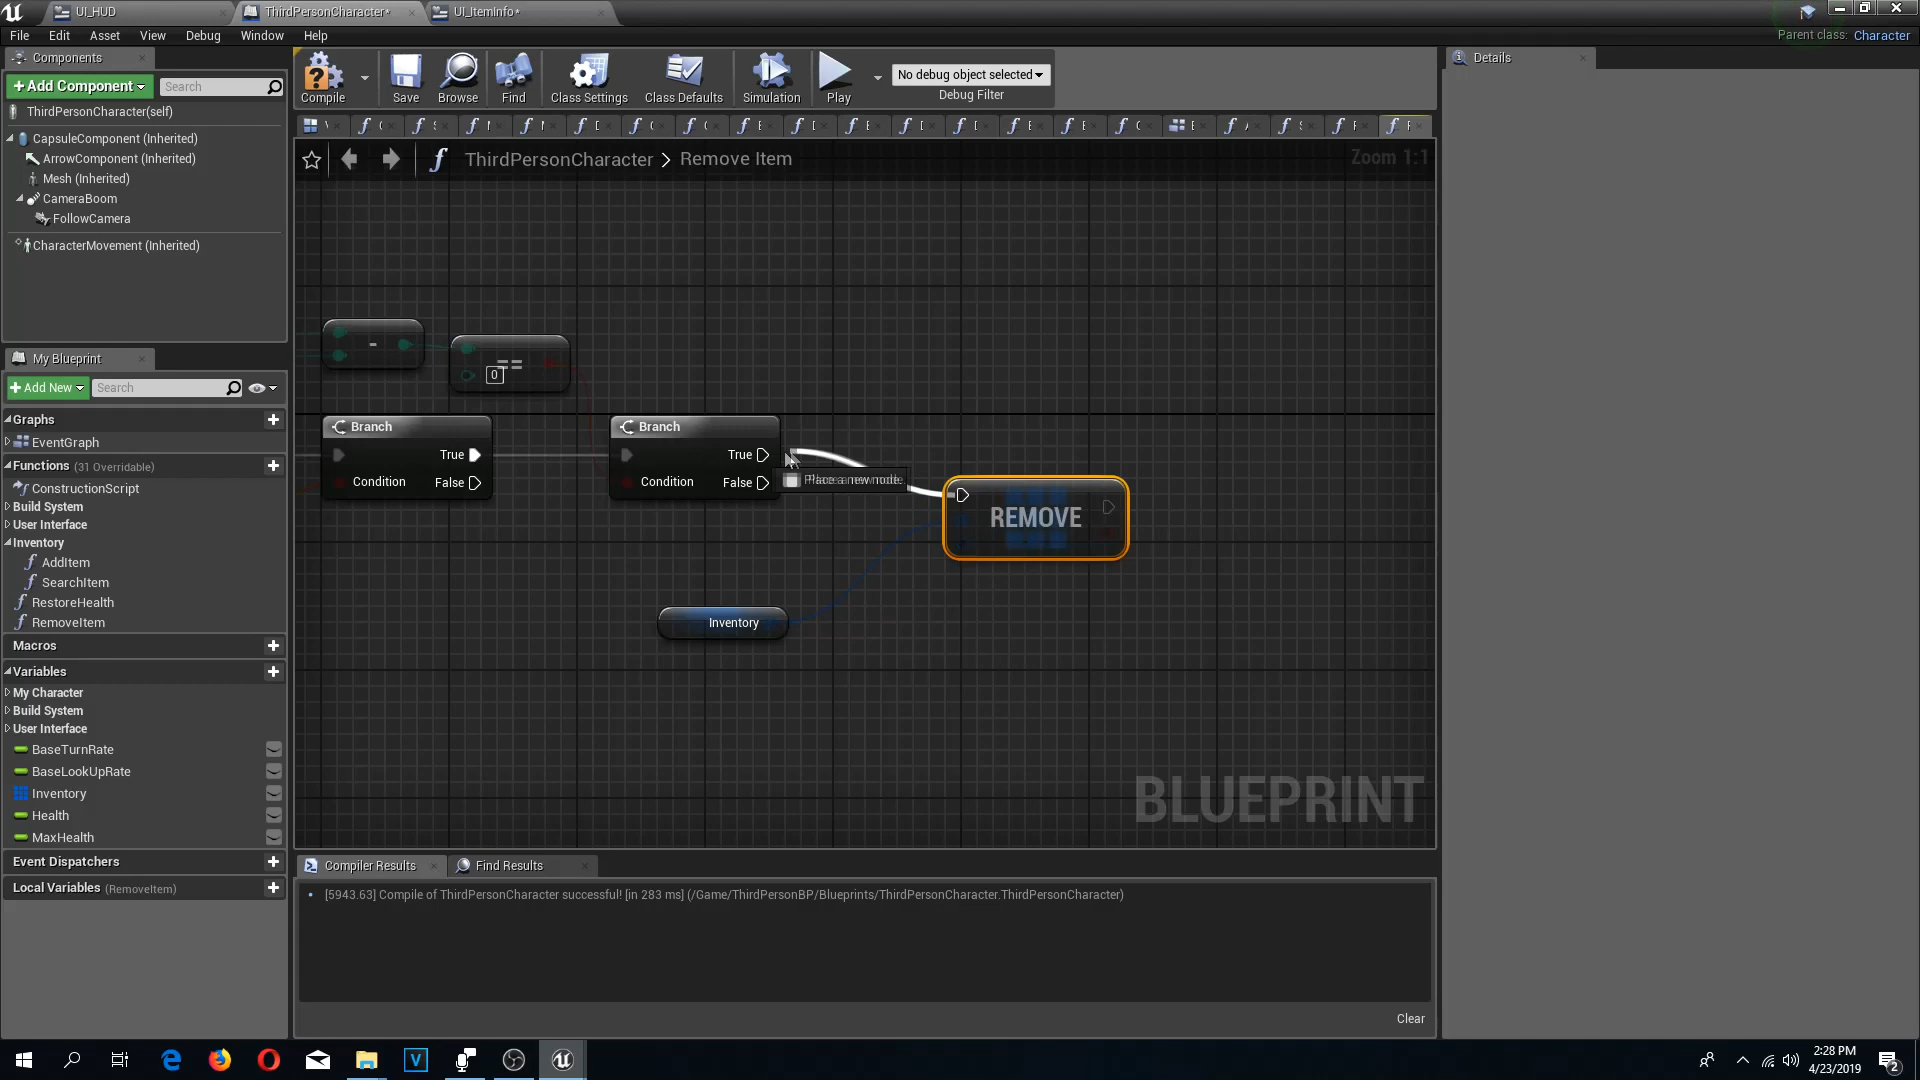 UI_HUD
ThirdPersonCharacter*
UI_ItemInfo*
File Edit Asset View Debug Window Help
Parent class: Character
Components
+ Add Component
Search
ThirdPersonCharacter(self)
CapsuleComponent (Inherited)
ArrowComponent (Inherited)
Mesh (Inherited)
CameraBoom
FollowCamera
CharacterMovement (Inherited)
My Blueprint
+ Add New
Search
Graphs
EventGraph
Functions (31 Overridable)
ConstructionScript
Build System
User Interface
Inventory
AddItem
SearchItem
RestoreHealth
RemoveItem
Macros
Variables
My Character
Build System
User Interface
BaseTurnRate
BaseLookUpRate
Inventory
Health
MaxHealth
Event Dispatchers
Local Variables (RemoveItem)
Compile Save Browse Find Class Settings Class Defaults Simulation Play
No debug object selected
Debug Filter
ThirdPersonCharacter > Remove Item
Zoom 1:1
-
==
0
Branch
True
Condition
False
Branch
True
Condition
False
Place a new node.
REMOVE
Inventory
BLUEPRINT
Compiler Results
Find Results
[5943.63] Compile of ThirdPersonCharacter successful! [in 283 ms] (/Game/ThirdPersonBP/Blueprints/ThirdPersonCharacter.ThirdPersonCharacter)
Clear
Details
2:28 PM
4/23/2019
2